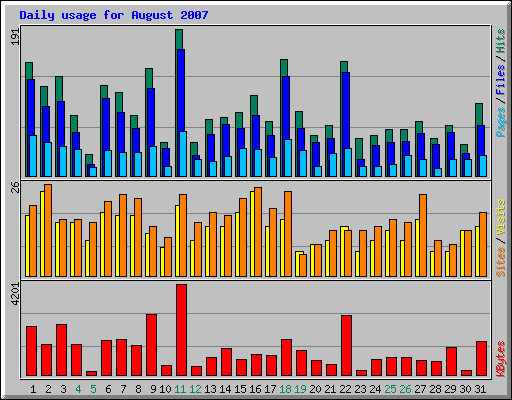 Daily usage for August 2007
191
Pages / Files / Hits
26
Sites / Visits
4201
KBytes
1 2 3 4 5 6 7 8 9 10 11 12 13 14 15 16 17 18 19 20 21 22 23 24 25 26 27 28 29 30 31